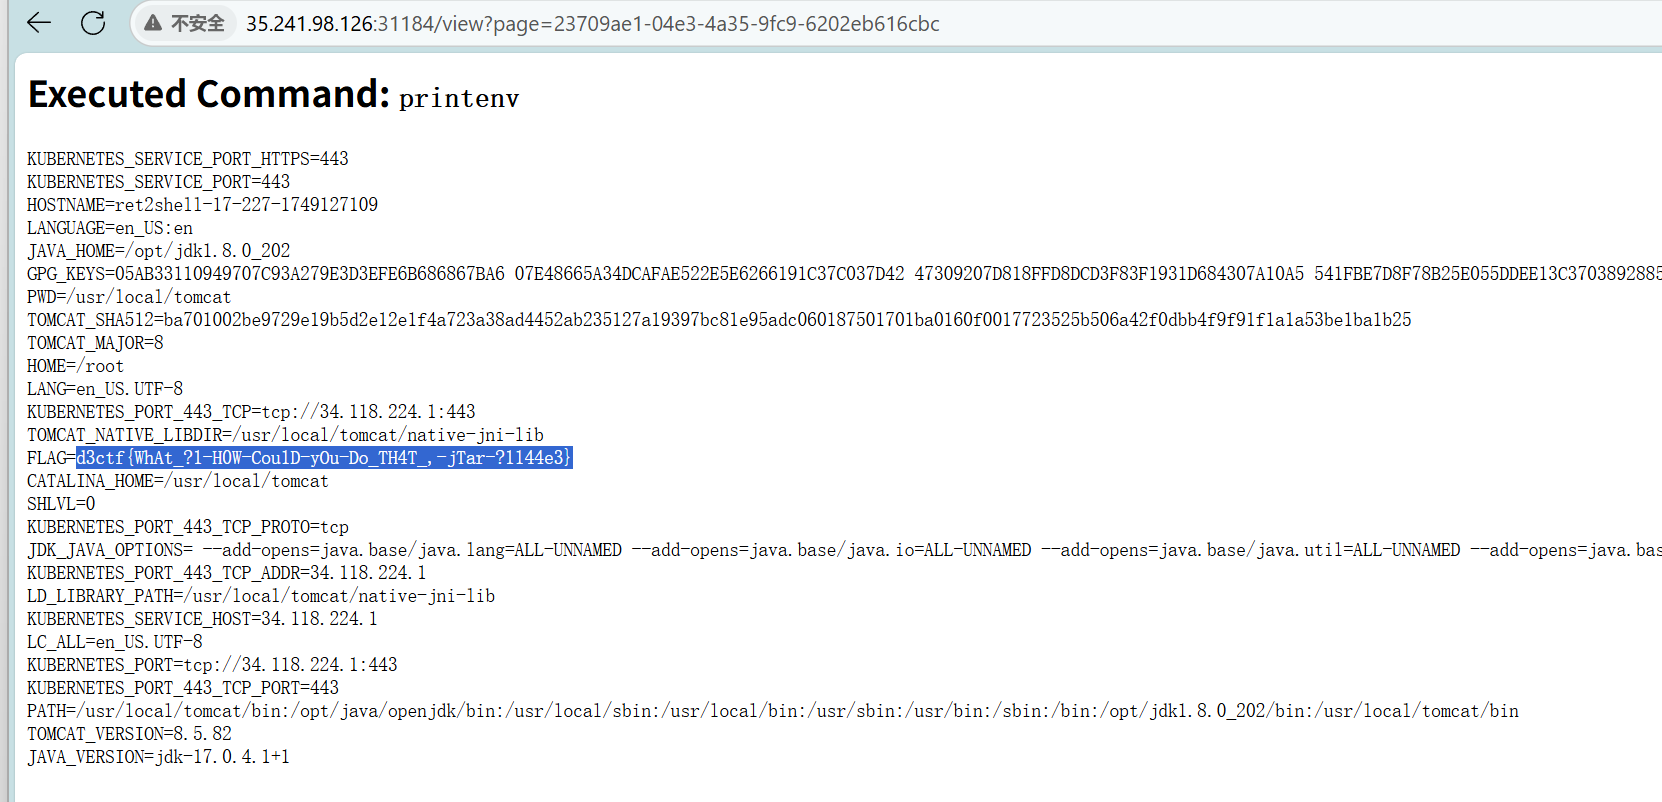 不安全 35.241.98.126:31184/view?page=23709ae1-04e3-4a35-9fc9-6202eb616cbc
Executed Command: printenv
KUBERNETES_SERVICE_PORT_HTTPS=443
KUBERNETES_SERVICE_PORT=443
HOSTNAME=ret2shell-17-227-1749127109
LANGUAGE=en_US:en
JAVA_HOME=/opt/jdk1.8.0_202
GPG_KEYS=05AB33110949707C93A279E3D3EFE6B686867BA6 07E48665A34DCAFAE522E5E6266191C37C037D42 47309207D818FFD8DCD3F83F1931D684307A10A5 541FBE7D8F78B25E055DDEE13C3703892885
PWD=/usr/local/tomcat
TOMCAT_SHA512=ba701002be9729e19b5d2e12e1f4a723a38ad4452ab235127a19397bc81e95adc060187501701ba0160f0017723525b506a42f0dbb4f9f91f1a1a53be1ba1b25
TOMCAT_MAJOR=8
HOME=/root
LANG=en_US.UTF-8
KUBERNETES_PORT_443_TCP=tcp://34.118.224.1:443
TOMCAT_NATIVE_LIBDIR=/usr/local/tomcat/native-jni-lib
FLAG=d3ctf{WhAt_?1-H0W-Cou1D-yOu-Do_TH4T_,-jTar-?1144e3}
CATALINA_HOME=/usr/local/tomcat
SHLVL=0
KUBERNETES_PORT_443_TCP_PROTO=tcp
JDK_JAVA_OPTIONS= --add-opens=java.base/java.lang=ALL-UNNAMED --add-opens=java.base/java.io=ALL-UNNAMED --add-opens=java.base/java.util=ALL-UNNAMED --add-opens=java.bas
KUBERNETES_PORT_443_TCP_ADDR=34.118.224.1
LD_LIBRARY_PATH=/usr/local/tomcat/native-jni-lib
KUBERNETES_SERVICE_HOST=34.118.224.1
LC_ALL=en_US.UTF-8
KUBERNETES_PORT=tcp://34.118.224.1:443
KUBERNETES_PORT_443_TCP_PORT=443
PATH=/usr/local/tomcat/bin:/opt/java/openjdk/bin:/usr/local/sbin:/usr/local/bin:/usr/sbin:/usr/bin:/sbin:/bin:/opt/jdk1.8.0_202/bin:/usr/local/tomcat/bin
TOMCAT_VERSION=8.5.82
JAVA_VERSION=jdk-17.0.4.1+1